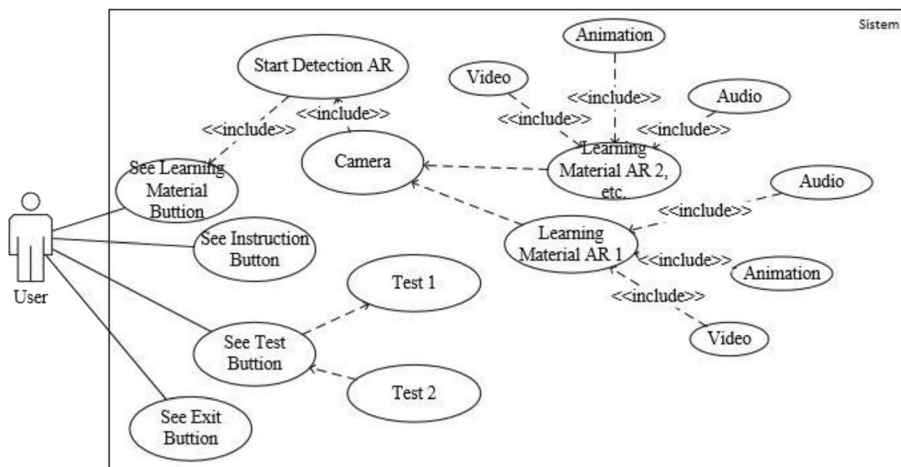 Sistem
Animation
Start Detection AR
Video
Audio
<<include>>
<<include>>
<<include>>
<<include>>
<<include>>
See Learning
Material
Buttion
Camera
Learning
Material AR 2,
etc.
Audio
<<include>>
See Instruction
Button
Learning
Material AR 1
<<include>>
Animation
User
Test 1
<<include>>
See Test
Buttion
Video
Test 2
See Exit
Buttion